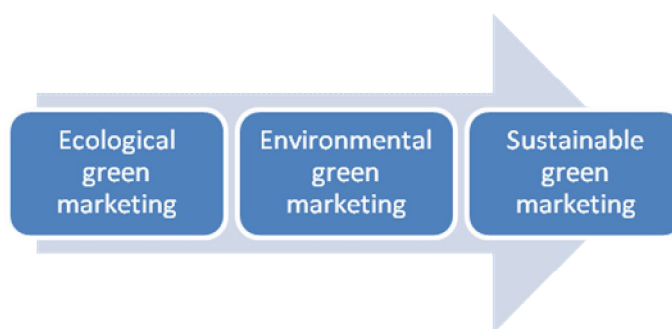 Ecological
green
marketing
Environmental
green
marketing
Sustainable
green
marketing